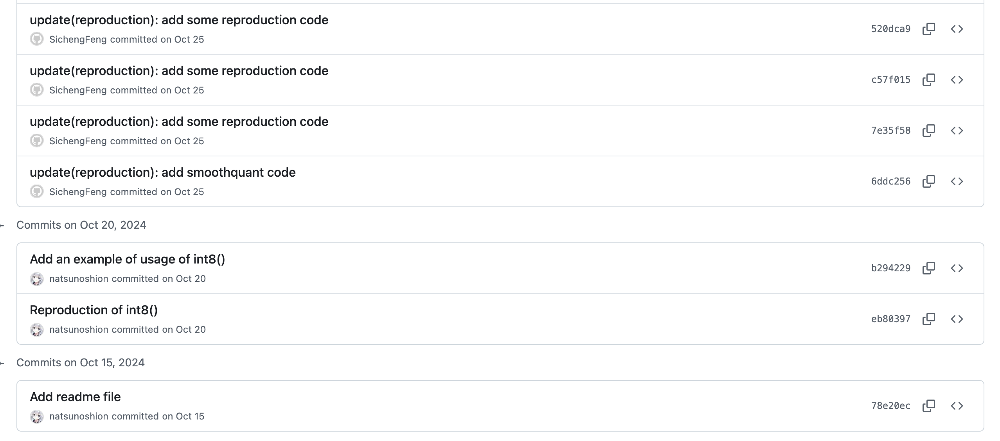 update(reproduction): add some reproduction code
520dca9
SichengFeng committed on Oct 25
update(reproduction): add some reproduction code
c57f015
SichengFeng committed on Oct 25
update(reproduction): add some reproduction code
7e35f58
SichengFeng committed on Oct 25
update(reproduction): add smoothquant code
6ddc256
SichengFeng committed on Oct 25
Commits on Oct 20, 2024
Add an example of usage of int8()
b294229
natsunoshion committed on Oct 20
Reproduction of int8()
eb80397
natsunoshion committed on Oct 20
Commits on Oct 15, 2024
Add readme file
78e20ec
natsunoshion committed on Oct 15